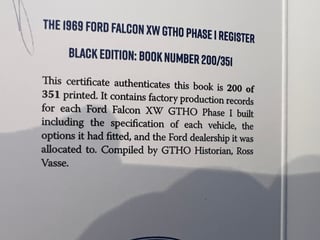 THE 1969 FORD FALCON XW GTHO PHASE I REGISTER
BLACK EDITION: BOOK NUMBER 200/351
This certificate authenticates this book is 200 of
351 printed. It contains factory production records
for each Ford Falcon XW GTHO Phase I built
including the specification of each vehicle, the
options it had fitted, and the Ford dealership it was
allocated to. Compiled by GTHO Historian, Ross
Vasse.